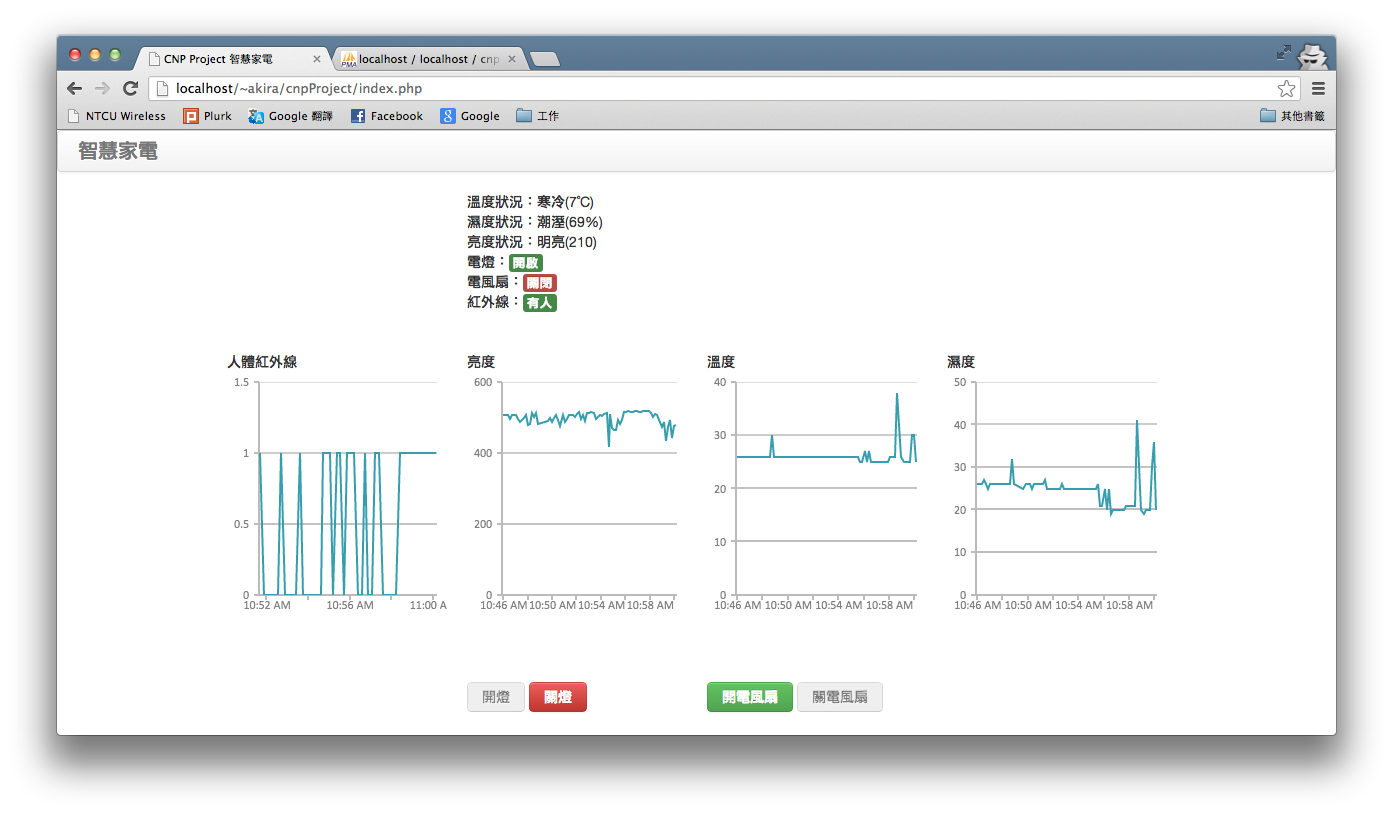 CNP Project 智慧家電
localhost / localhost / cnp
localhost/~akira/cnpProject/index.php
NTCU Wireless Plurk Google 翻譯 Facebook Google 工作 其他書籤
智慧家電
溫度狀況：寒冷(7℃)
濕度狀況：潮溼(69%)
亮度狀況：明亮(210)
電燈：開啟
電風扇：關閉
紅外線：有人
人體紅外線
1.5
1
0.5
0
10:52 AM 10:56 AM 11:00 A
亮度
600
400
200
0
10:46 AM 10:50 AM 10:54 AM 10:58 AM
溫度
40
30
20
10
0
10:46 AM 10:50 AM 10:54 AM 10:58 AM
濕度
50
40
30
20
10
0
10:46 AM 10:50 AM 10:54 AM 10:58 AM
開燈 關燈 開電風扇 關電風扇